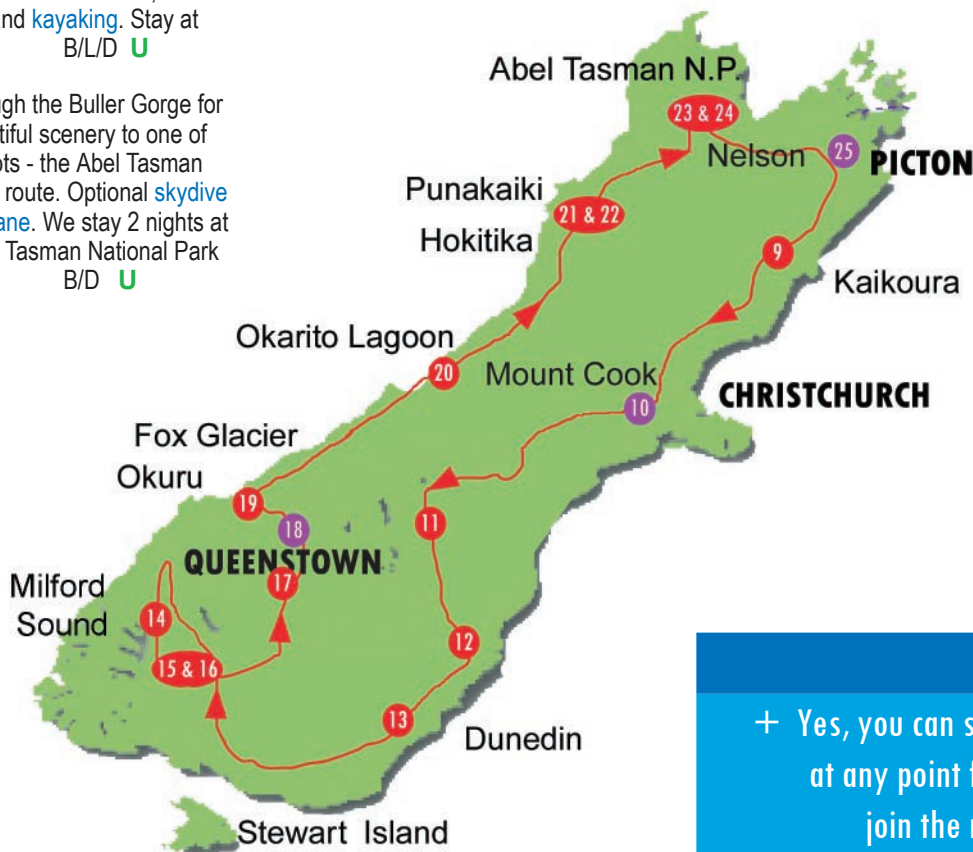 nd kayaking. Stay at
B/L/D U
ugh the Buller Gorge for
tiful scenery to one of
ots - the Abel Tasman
route. Optional skydive
ane. We stay 2 nights at
Tasman National Park
B/D U
Abel Tasman N.P.
23 & 24
Nelson
25
PICTON
Punakaiki
21 & 22
Hokitika
9
Kaikoura
Okarito Lagoon
20
Mount Cook
10
CHRISTCHURCH
Fox Glacier
Okuru
19
18
11
QUEENSTOWN
17
Milford
Sound
14
12
15 & 16
13
Dunedin
Stewart Island
+ Yes, you can s
at any point t
join the